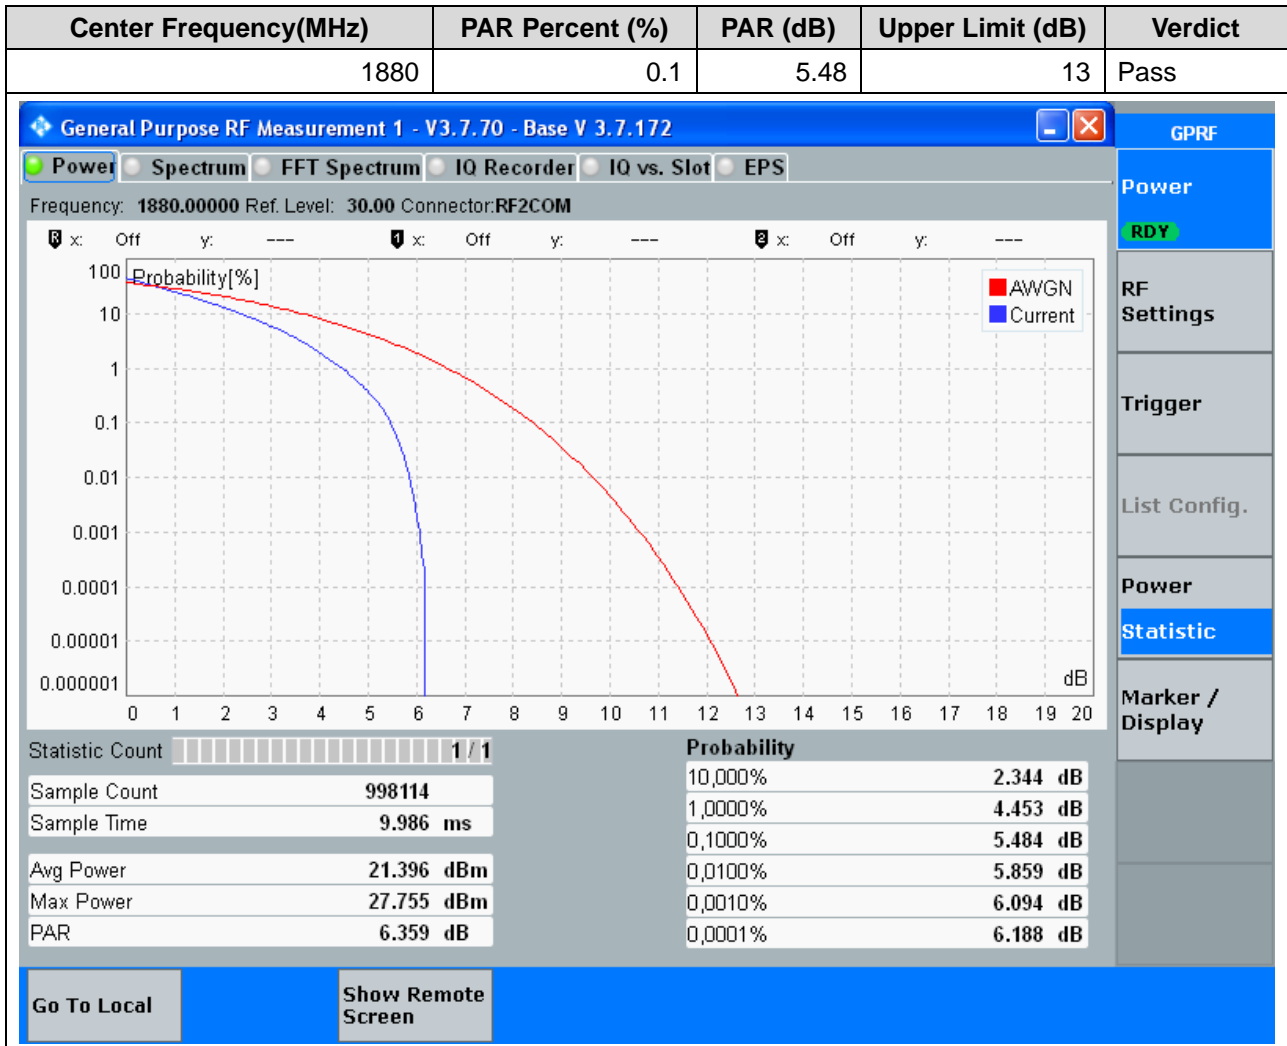 Center Frequency(MHz) PAR Percent (%) PAR (dB) Upper Limit (dB) Verdict
1880 0.1 5.48 13 Pass
General Purpose RF Measurement 1 - V3.7.70 - Base V 3.7.172
GPRF
Power Spectrum FFT Spectrum IQ Recorder IQ vs. Slot EPS
Frequency: 1880.00000 Ref. Level: 30.00 Connector:RF2COM
R x: Off y: --- 1 x: Off y: --- 2 x: Off y: ---
Probability[%]
AWGN
Current
100
10
1
0.1
0.01
0.001
0.0001
0.00001
0.000001
dB
0 1 2 3 4 5 6 7 8 9 10 11 12 13 14 15 16 17 18 19 20
Statistic Count 1 / 1
Sample Count 998114
Sample Time 9.986 ms
Avg Power 21.396 dBm
Max Power 27.755 dBm
PAR 6.359 dB
Probability
10,000% 2.344 dB
1,0000% 4.453 dB
0,1000% 5.484 dB
0,0100% 5.859 dB
0,0010% 6.094 dB
0,0001% 6.188 dB
Power
RDY
RF
Settings
Trigger
List Config.
Power
Statistic
Marker /
Display
Go To Local
Show Remote
Screen